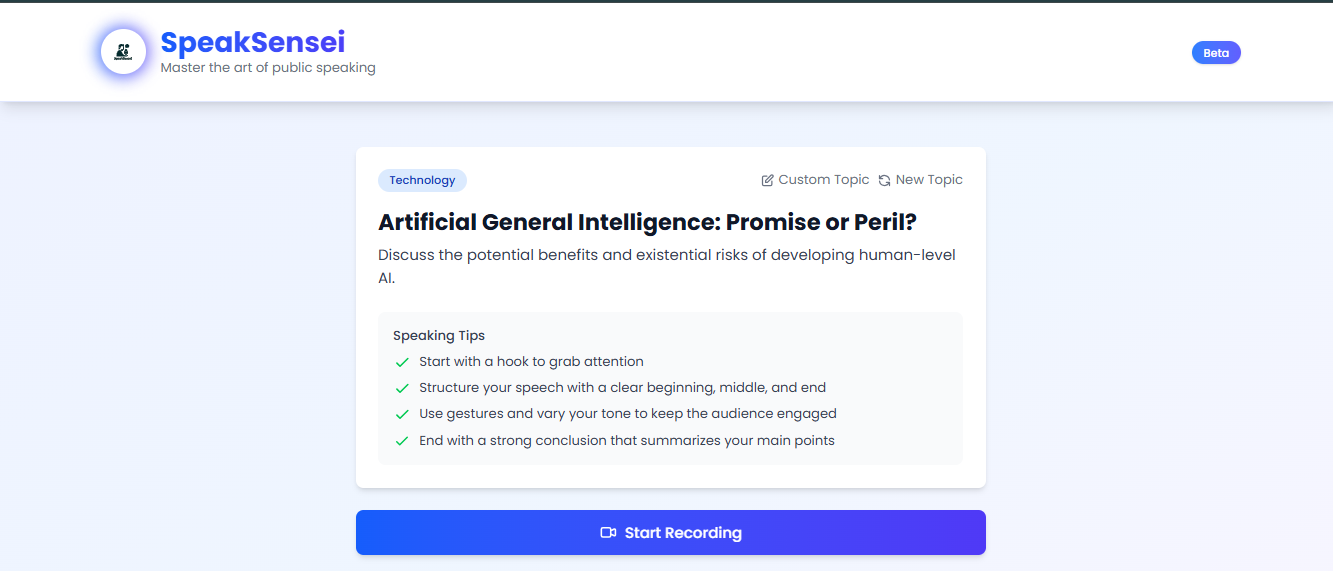 SpeakSensei
Master the art of public speaking
Beta
Technology
Custom Topic
New Topic
Artificial General Intelligence: Promise or Peril?
Discuss the potential benefits and existential risks of developing human-level
AI.
Speaking Tips
Start with a hook to grab attention
Structure your speech with a clear beginning, middle, and end
Use gestures and vary your tone to keep the audience engaged
End with a strong conclusion that summarizes your main points
Start Recording